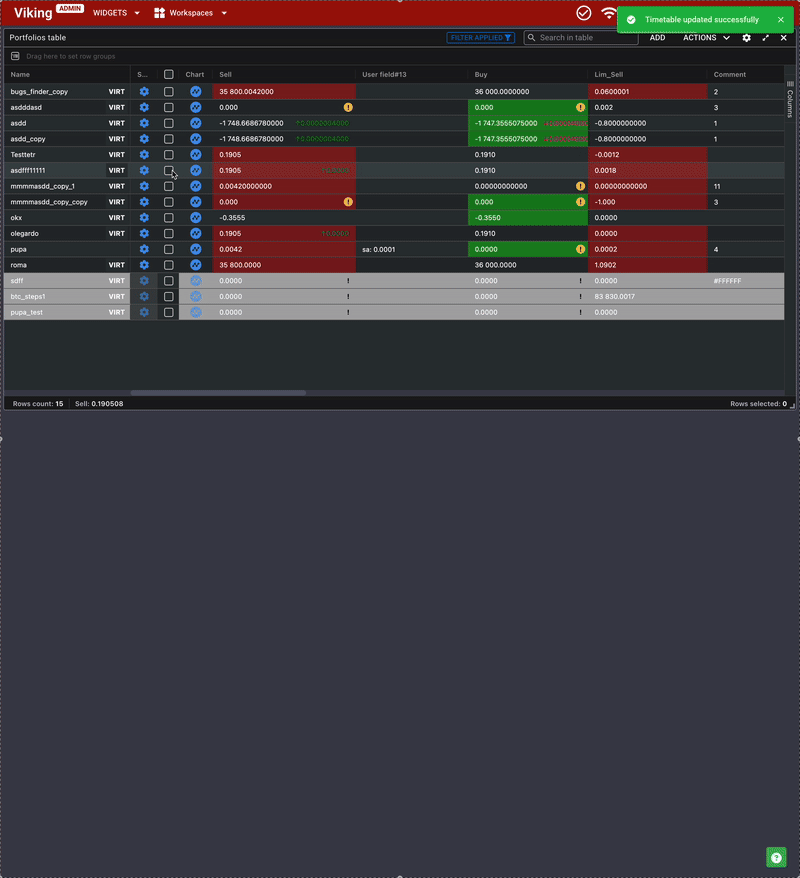 Viking ADMIN WIDGETS Workspaces
Timetable updated successfully
Portfolios table FILTER APPLIED Search in table ADD ACTIONS
Drag here to set row groups
Name S... Chart Sell User field#13 Buy Lim_Sell Comment
Columns
bugs_finder_copy VIRT 35 800.0042000 36 000.0000000 0.0600001 2
asdddasd VIRT 0.000 ! 0.000 ! 0.002 3
asdd VIRT -1 748.6686780000 -1 747.3555075000 -0.8000000000 1
asdd_copy VIRT -1 748.6686780000 -1 747.3555075000 -0.8000000000 1
Testtetr VIRT 0.1905 0.1910 -0.0012
asdfff11111 VIRT 0.1905 0.1910 0.0018
mmmmasdd_copy_1 VIRT 0.00420000000 0.00000000000 ! 0.00000000000 11
mmmmasdd_copy_copy VIRT 0.000 ! 0.000 ! -1.000 3
okx VIRT -0.3555 -0.3550 0.0000
olegardo VIRT 0.1905 0.1910 0.0000
pupa VIRT 0.0042 sa: 0.0001 0.0000 ! 0.0002 4
roma VIRT 35 800.0000 36 000.0000 1.0902
sdff VIRT 0.0000 ! 0.0000 ! 0.0000 #FFFFFF
btc_steps1 VIRT 0.0000 ! 0.0000 ! 83 830.0017
pupa_test VIRT 0.0000 ! 0.0000 ! 0.0000
Rows count: 15 Sell: 0.190508 Rows selected: 0